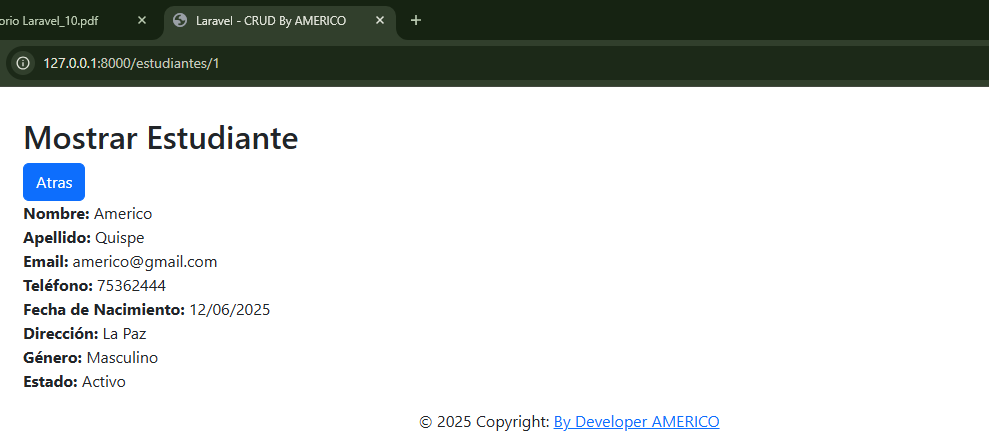 orio Laravel_10.pdf
Laravel - CRUD By AMERICO
127.0.0.1:8000/estudiantes/1
Mostrar Estudiante
Atras
Nombre: Americo
Apellido: Quispe
Email: americo@gmail.com
Teléfono: 75362444
Fecha de Nacimiento: 12/06/2025
Dirección: La Paz
Género: Masculino
Estado: Activo
© 2025 Copyright: By Developer AMERICO